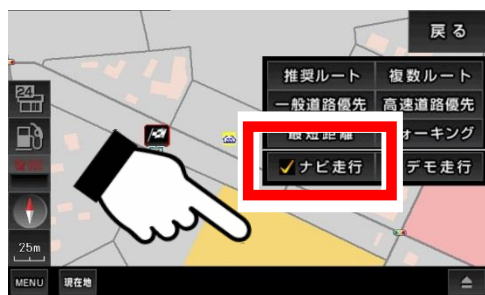 戻る
推奨ルート 複数ルート
一般道路優先 高速道路優先
最短距離 ォーキング
✓ナビ走行 デモ走行
24
25m
MENU 現在地